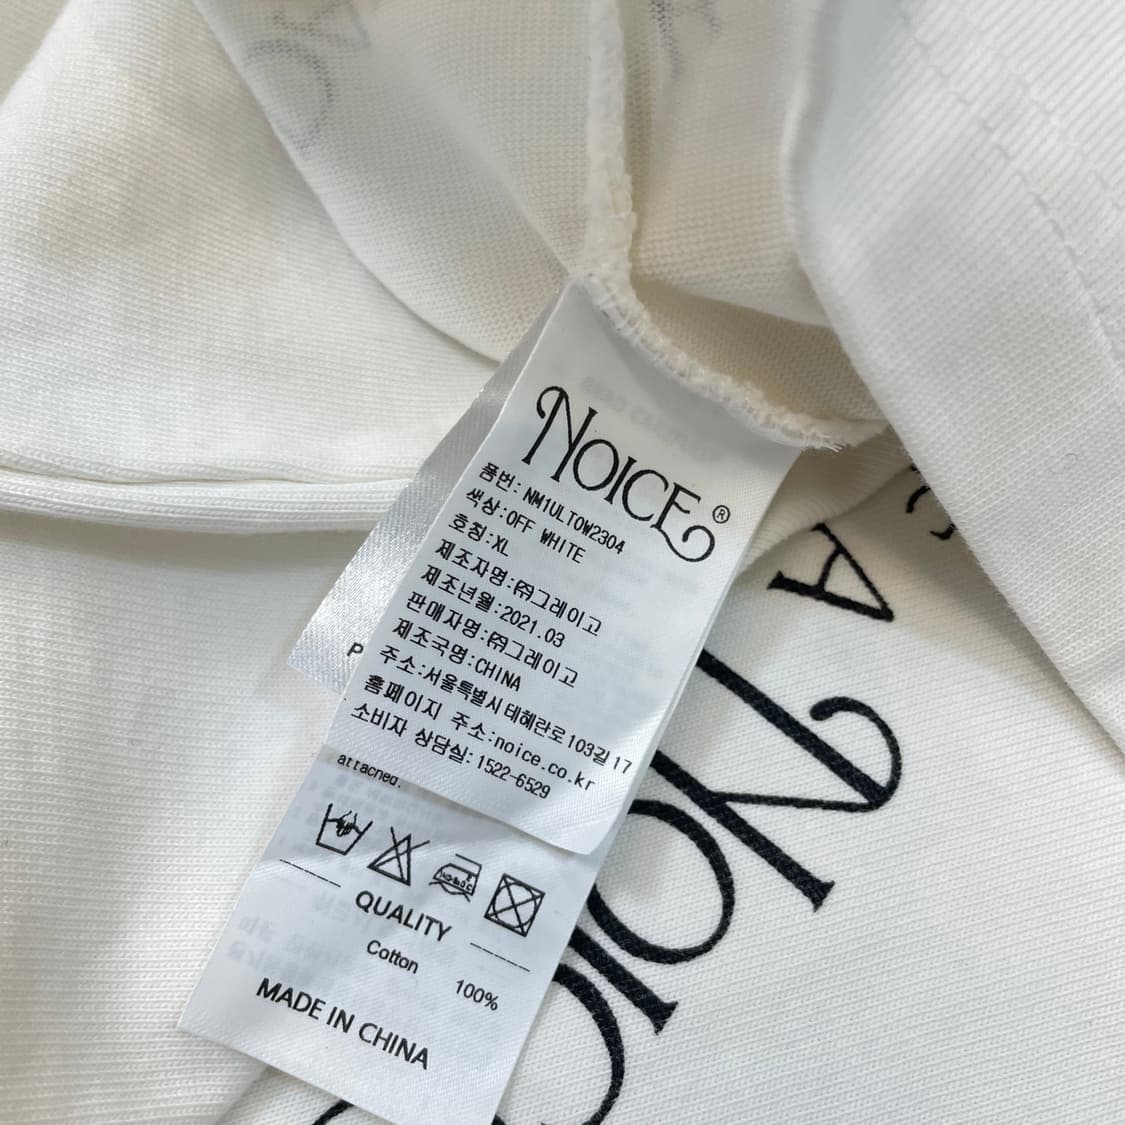 NOICE®
품번: NM1ULTOW2304
색상:OFF WHITE
호칭:XL
제조자명:㈜그레이고
제조년월:2021.03
판매자명:㈜그레이고
제조국명:CHINA
주소:서울특별시 테헤란로103길 17
홈페이지 주소:noice.co.kr
소비자 상담실:1522-6529
P
attached.
QUALITY
Cotton 100%
MADE IN CHINA
A
NOIC